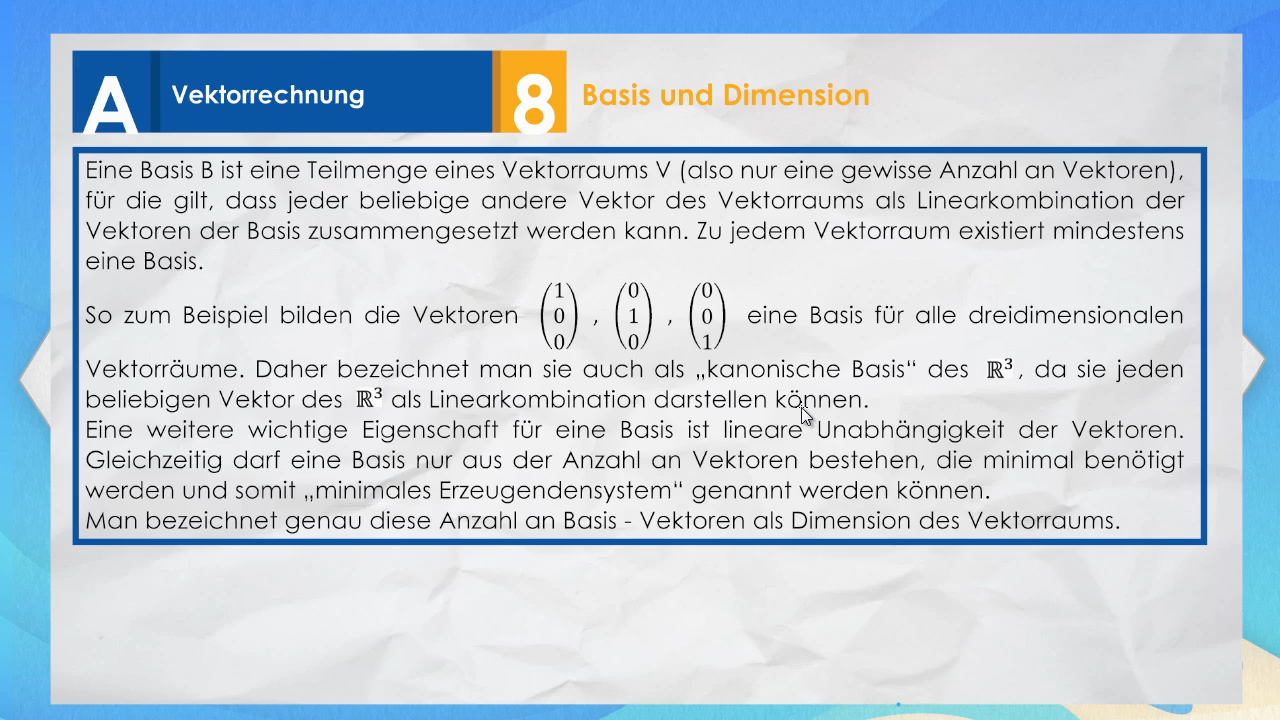 A Vektorrechnung 8 Basis und Dimension
Eine Basis B ist eine Teilmenge eines Vektorraums V (also nur eine gewisse Anzahl an Vektoren),
für die gilt, dass jeder beliebige andere Vektor des Vektorraums als Linearkombination der
Vektoren der Basis zusammengesetzt werden kann. Zu jedem Vektorraum existiert mindestens
eine Basis.
So zum Beispiel bilden die Vektoren (1 0 0), (0 1 0), (0 0 1) eine Basis für alle dreidimensionalen
Vektorräume. Daher bezeichnet man sie auch als „kanonische Basis“ des ℝ³, da sie jeden
beliebigen Vektor des ℝ³ als Linearkombination darstellen können.
Eine weitere wichtige Eigenschaft für eine Basis ist lineare Unabhängigkeit der Vektoren.
Gleichzeitig darf eine Basis nur aus der Anzahl an Vektoren bestehen, die minimal benötigt
werden und somit „minimales Erzeugendensystem“ genannt werden können.
Man bezeichnet genau diese Anzahl an Basis - Vektoren als Dimension des Vektorraums.